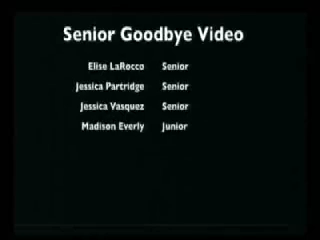 Senior Goodbye Video
Elise LaRocco Senior
Jessica Partridge Senior
Jessica Vasquez Senior
Madison Everly Junior